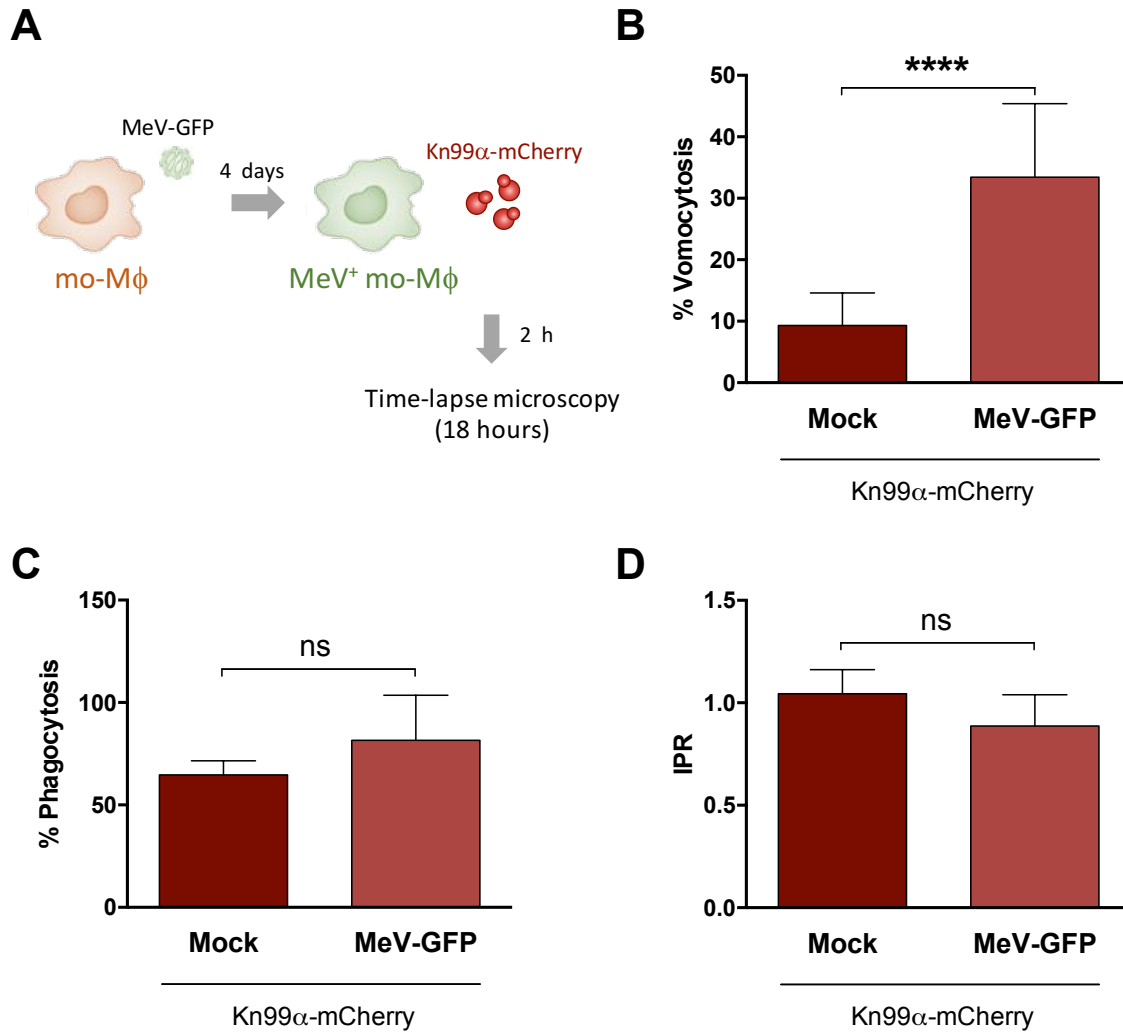 A
MeV-GFP
4 days
Kn99α-mCherry
mo-Mϕ
MeV⁺ mo-Mϕ
2 h
Time-lapse microscopy
(18 hours)
B
% Vomocytosis
50
40
30
20
10
0
****
Mock
MeV-GFP
Kn99α-mCherry
C
% Phagocytosis
150
100
50
0
ns
Mock
MeV-GFP
Kn99α-mCherry
D
IPR
1.5
1.0
0.5
0.0
ns
Mock
MeV-GFP
Kn99α-mCherry